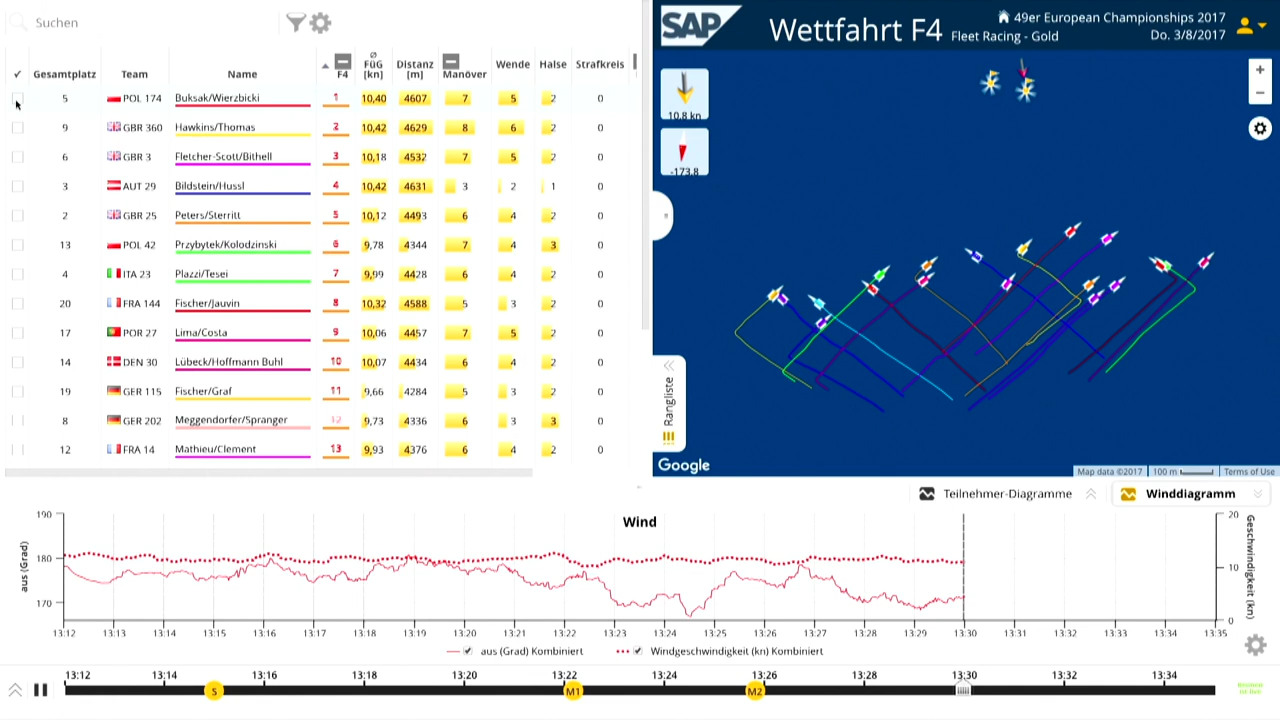 Suchen
✓ Gesamtplatz Team Name F4 Ø FüG [kn] Distanz [m] Manöver Wende Halse Strafkreis
5 POL 174 Buksak/Wierzbicki 1 10,40 4607 7 5 2 0
9 GBR 360 Hawkins/Thomas 2 10,42 4629 8 6 2 0
6 GBR 3 Fletcher-Scott/Bithell 3 10,18 4532 7 5 2 0
3 AUT 29 Bildstein/Hussl 4 10,42 4631 3 2 1 0
2 GBR 25 Peters/Sterritt 5 10,12 4493 6 4 2 0
13 POL 42 Przybytek/Kolodzinski 6 9,78 4344 7 4 3 0
4 ITA 23 Plazzi/Tesei 7 9,99 4428 6 4 2 0
20 FRA 144 Fischer/Jauvin 8 10,32 4588 5 3 2 0
17 POR 27 Lima/Costa 9 10,06 4457 7 5 2 0
14 DEN 30 Lübeck/Hoffmann Buhl 10 10,07 4434 6 4 2 0
19 GER 115 Fischer/Graf 11 9,66 4284 5 3 2 0
8 GER 202 Meggendorfer/Spranger 12 9,73 4336 6 3 3 0
12 FRA 14 Mathieu/Clement 13 9,93 4376 6 4 2 0
SAP Wettfahrt F4
49er European Championships 2017
Fleet Racing - Gold Do. 3/8/2017
10.8 kn
-173.8
+
−
Rangliste
Google
Map data ©2017 100 m Terms of Use
Teilnehmer-Diagramme Winddiagramm
Wind
aus (Grad)
190
180
170
20
10
0
Geschwindigkeit (kn)
13:12 13:13 13:14 13:15 13:16 13:17 13:18 13:19 13:20 13:21 13:22 13:23 13:24 13:25 13:26 13:27 13:28 13:29 13:30 13:31 13:32 13:33 13:34 13:35
aus (Grad) Kombiniert Windgeschwindigkeit (kn) Kombiniert
13:12 13:14 13:16 13:18 13:20 13:22 13:24 13:26 13:28 13:30 13:32 13:34
S M1 M2